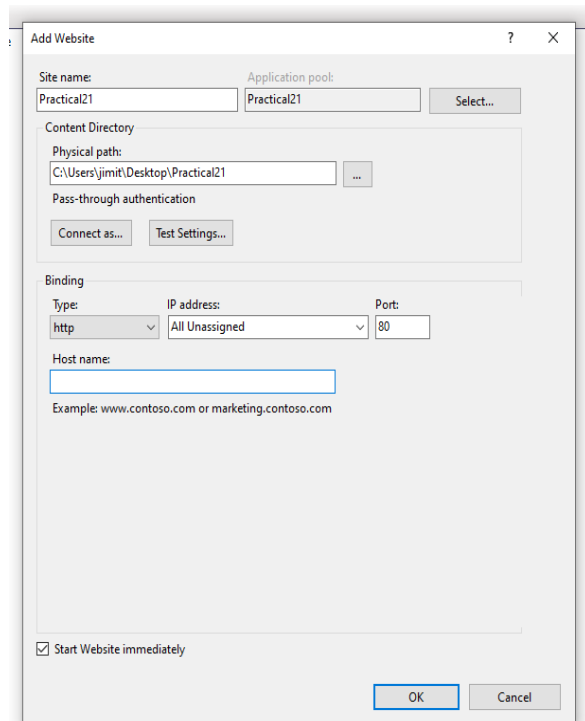 Add Website
?
Site name:
Application pool:
Practical21
Practical21
Select...
Content Directory
Physical path:
C:\Users\jimit\Desktop\Practical21
...
Pass-through authentication
Connect as...
Test Settings...
Binding
Type:
IP address:
Port:
http
All Unassigned
80
Host name:
Example: www.contoso.com or marketing.contoso.com
Start Website immediately
OK
Cancel